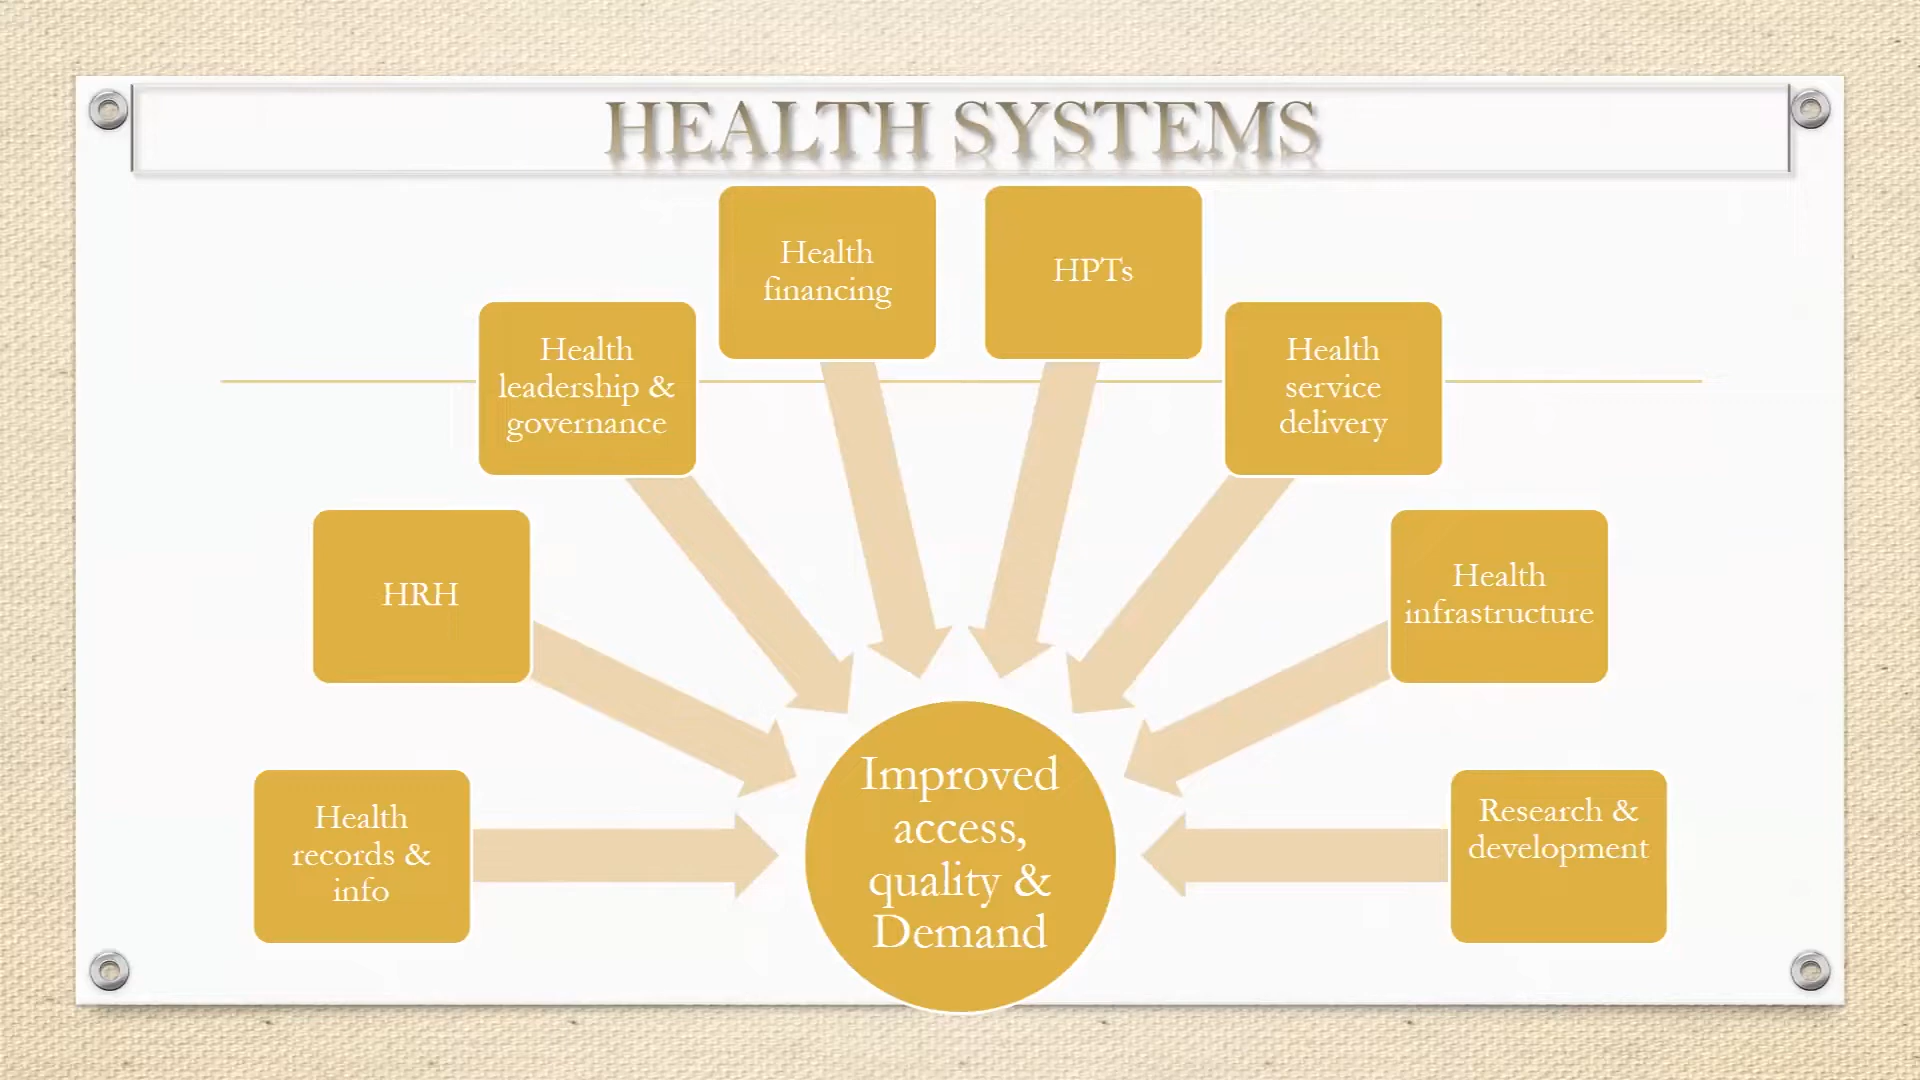 HEALTH SYSTEMS
Health
financing
HPTs
Health
leadership &
governance
Health
service
delivery
HRH
Health
infrastructure
Health
records &
info
Improved
access,
quality &
Demand
Research &
development